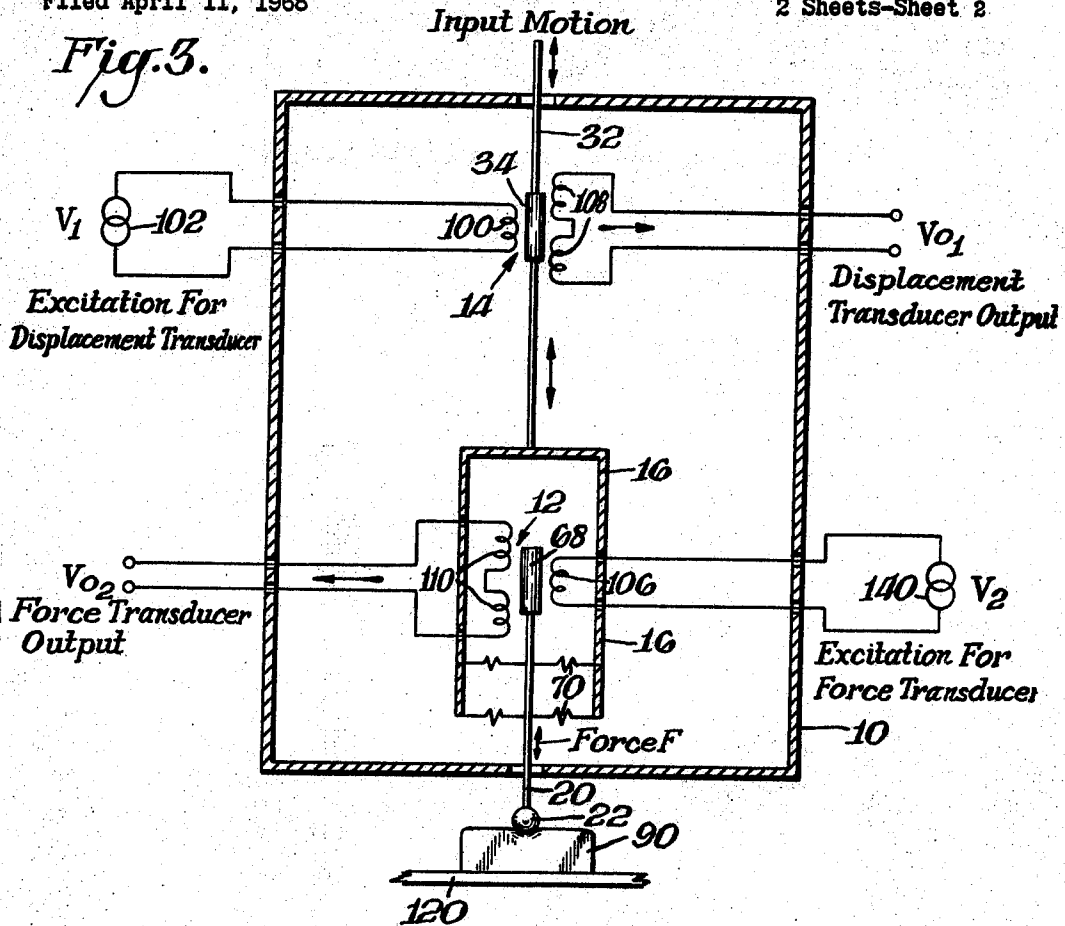 Filed April 11, 1968
2 Sheets-Sheet 2
Input Motion
Fig.3.
32
34
108
V1
102
100
Vo1
14
Displacement
Transducer Output
Excitation For
Displacement Transducer
16
12
68
Vo2
110
106
140
V2
Force Transducer
Output
16
Excitation For
Force Transducer
70
Force F
10
20
22
90
120